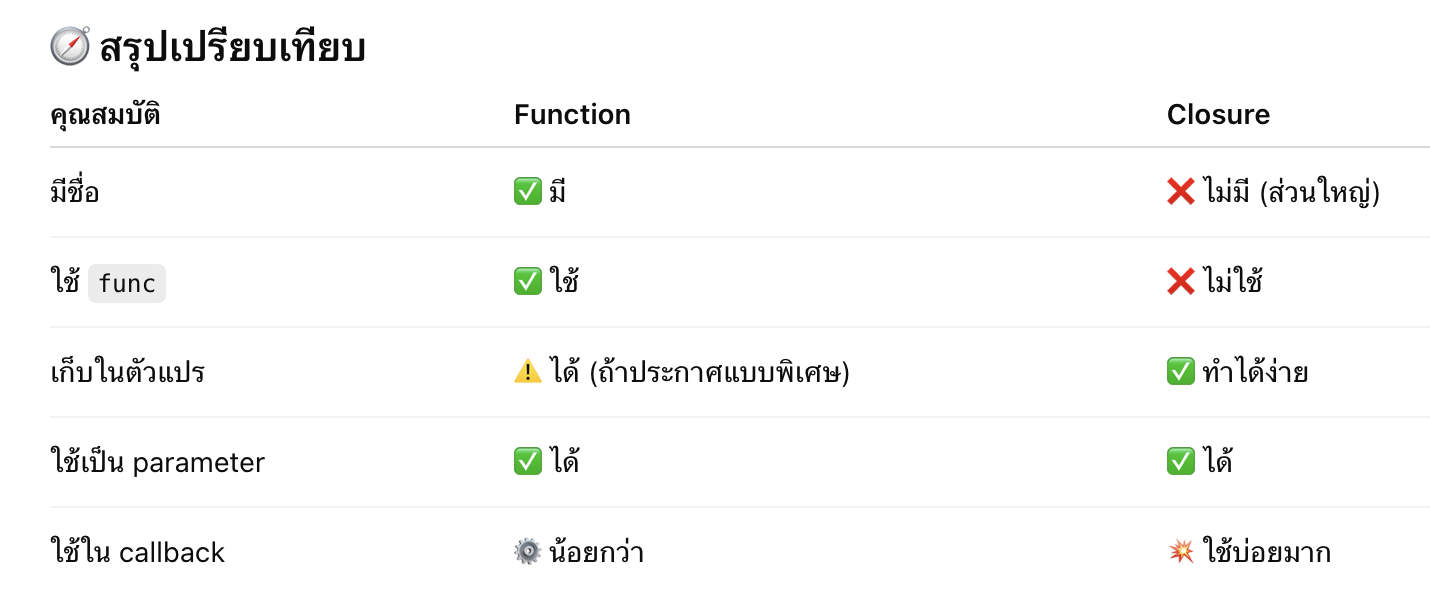 🧭 สรุปเปรียบเทียบ
คุณสมบัติ Function Closure
มีชื่อ ✅ มี ❌ ไม่มี (ส่วนใหญ่)
ใช้ func ✅ ใช้ ❌ ไม่ใช้
เก็บในตัวแปร ⚠️ ได้ (ถ้าประกาศแบบพิเศษ) ✅ ทำได้ง่าย
ใช้เป็น parameter ✅ ได้ ✅ ได้
ใช้ใน callback ⚙️ น้อยกว่า 💥 ใช้บ่อยมาก